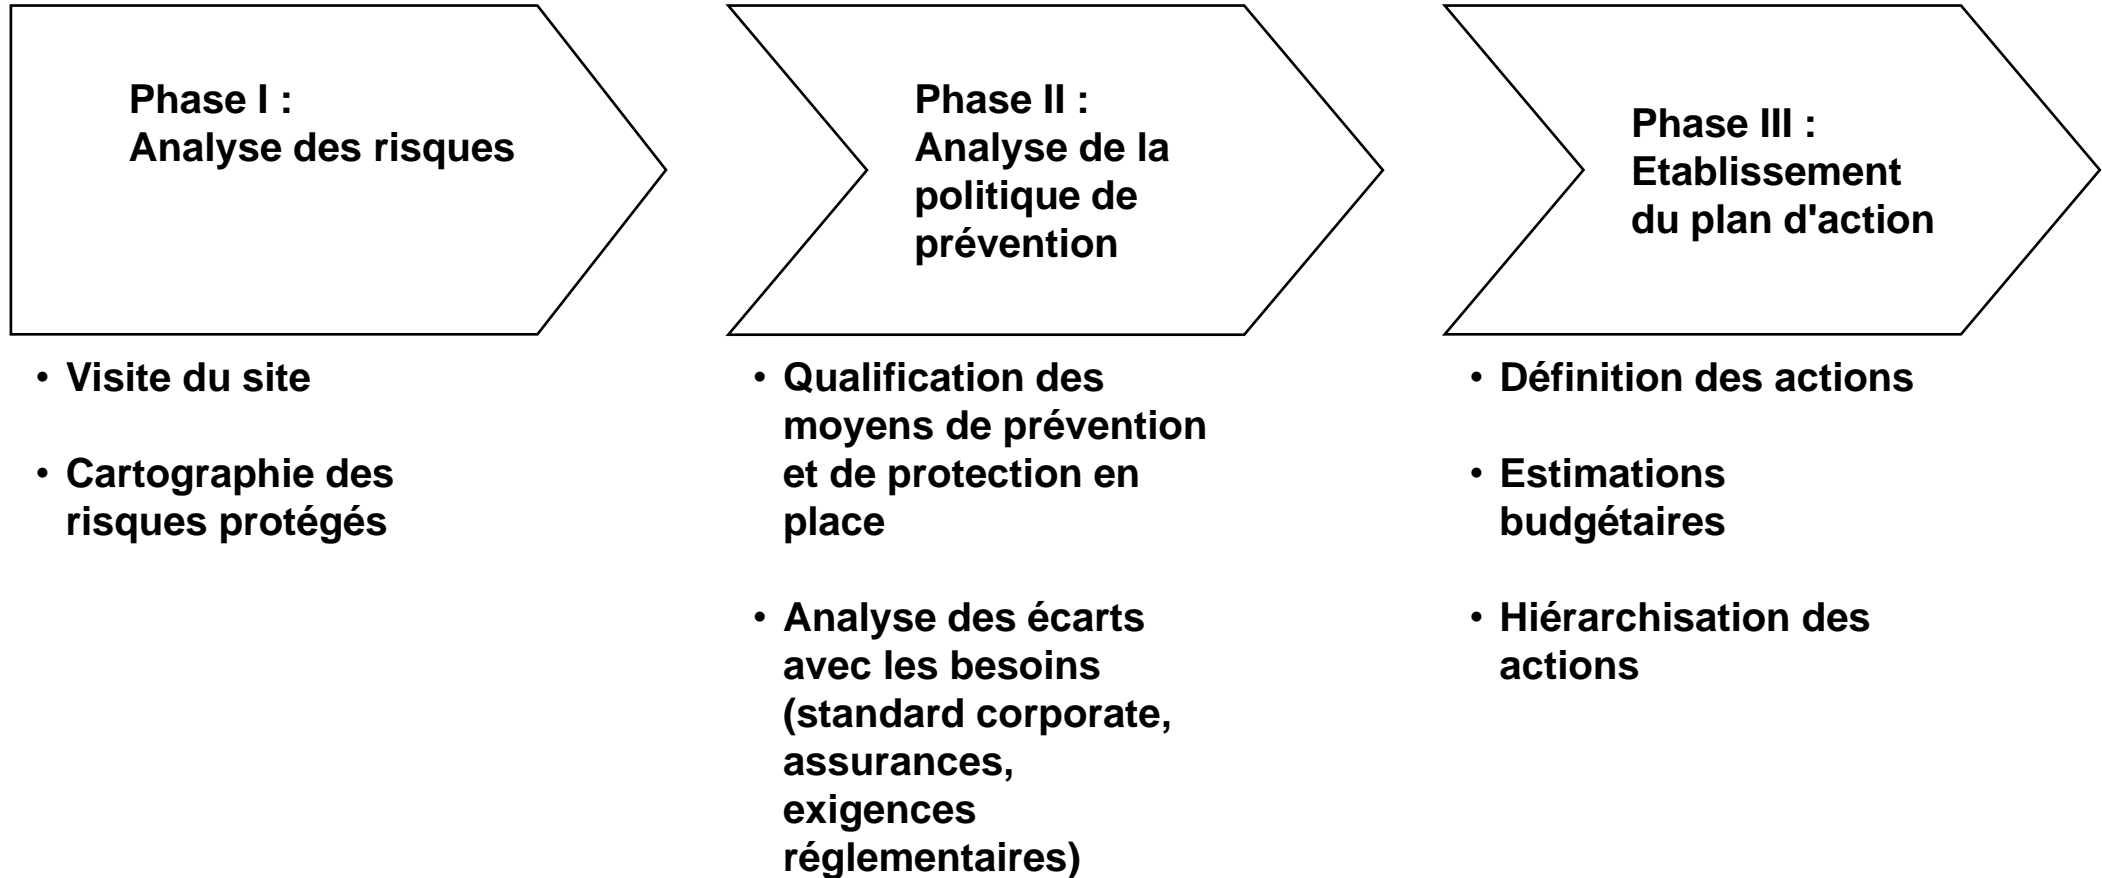 Phase I :
Analyse des risques
• Visite du site
• Cartographie des
risques protégés
Phase II :
Analyse de la
politique de
prévention
• Qualification des
moyens de prévention
et de protection en
place
• Analyse des écarts
avec les besoins
(standard corporate,
assurances,
exigences
réglementaires)
Phase III :
Etablissement
du plan d'action
• Définition des actions
• Estimations
budgétaires
• Hiérarchisation des
actions